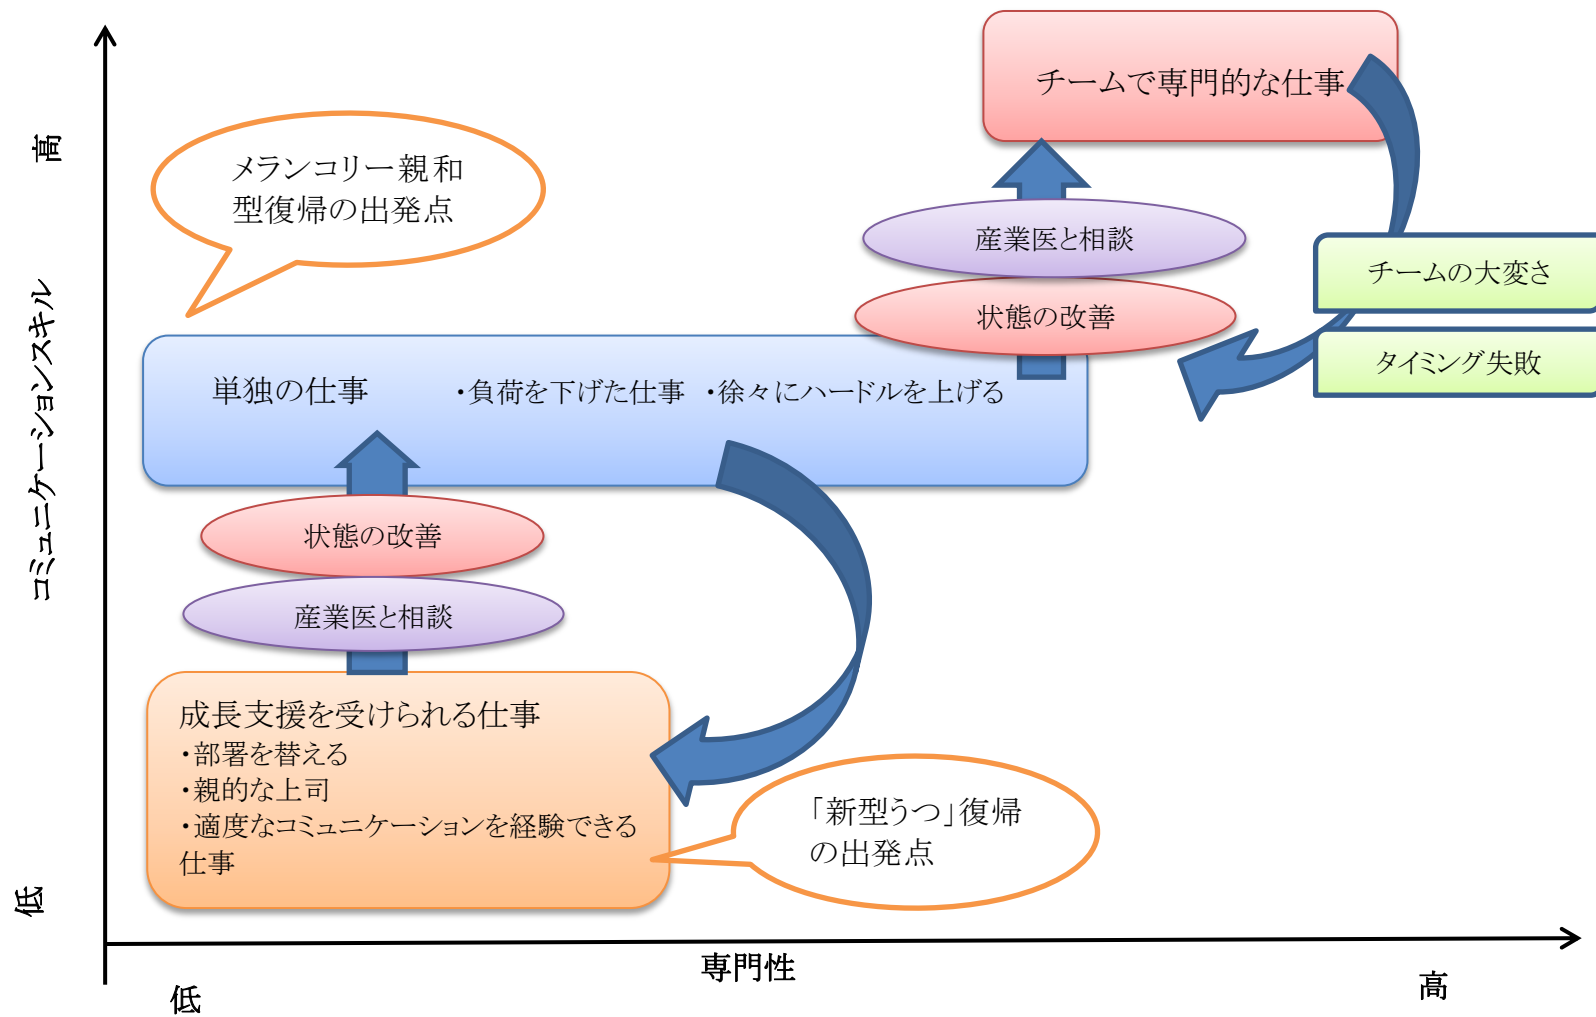 チームで専門的な仕事
高
メランコリー親和
型復帰の出発点
産業医と相談
チームの大変さ
状態の改善
タイミング失敗
単独の仕事　・負荷を下げた仕事　・徐々にハードルを上げる
コミュニケーションスキル
状態の改善
産業医と相談
成長支援を受けられる仕事
・部署を替える
・親的な上司
・適度なコミュニケーションを経験できる
仕事
「新型うつ」復帰
の出発点
低
専門性
低
高